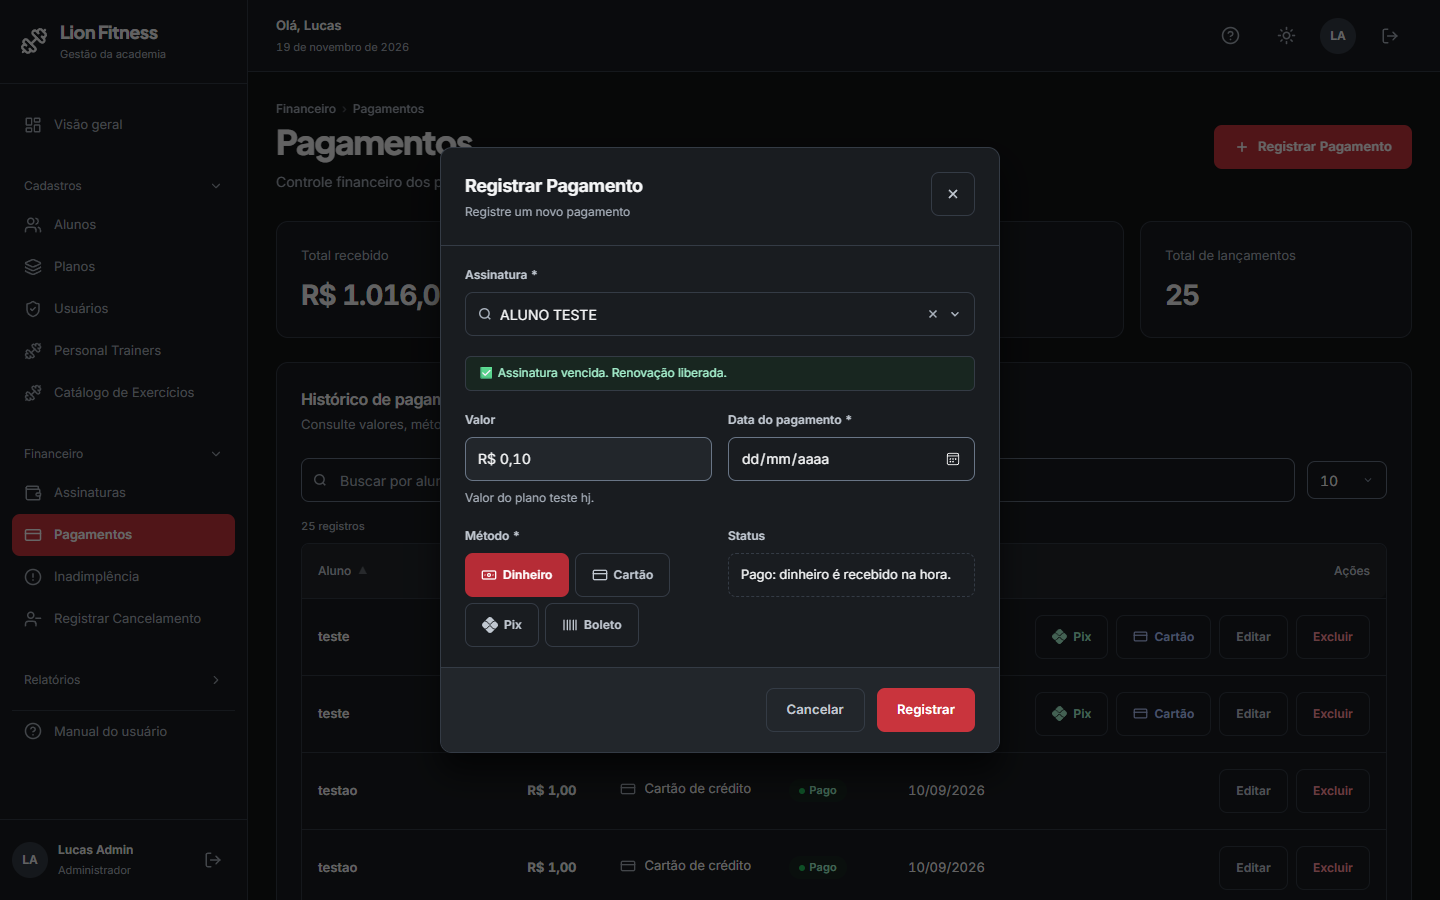 Lion Fitness
Gestão da academia
Visão geral
Cadastros
Alunos
Planos
Usuários
Personal Trainers
Catálogo de Exercícios
Financeiro
Assinaturas
Pagamentos
Inadimplência
Registrar Cancelamento
Relatórios
Manual do usuário
LA
Lucas Admin
Administrador
Olá, Lucas
19 de novembro de 2026
LA
Financeiro › Pagamentos
Pagamentos
Controle financeiro dos p
+ Registrar Pagamento
Total recebido
R$ 1.016,0
Total de lançamentos
25
Histórico de pagam
Consulte valores, méto
Buscar por alun
10
25 registros
Aluno
Ações
teste
Pix
Cartão
Editar
Excluir
teste
Pix
Cartão
Editar
Excluir
testao
R$ 1,00
Cartão de crédito
Pago
10/09/2026
Editar
Excluir
testao
R$ 1,00
Cartão de crédito
Pago
10/09/2026
Editar
Excluir
Registrar Pagamento
Registre um novo pagamento
Assinatura *
ALUNO TESTE
Assinatura vencida. Renovação liberada.
Valor
R$ 0,10
Valor do plano teste hj.
Data do pagamento *
dd/mm/aaaa
Método *
Dinheiro
Cartão
Pix
Boleto
Status
Pago: dinheiro é recebido na hora.
Cancelar
Registrar